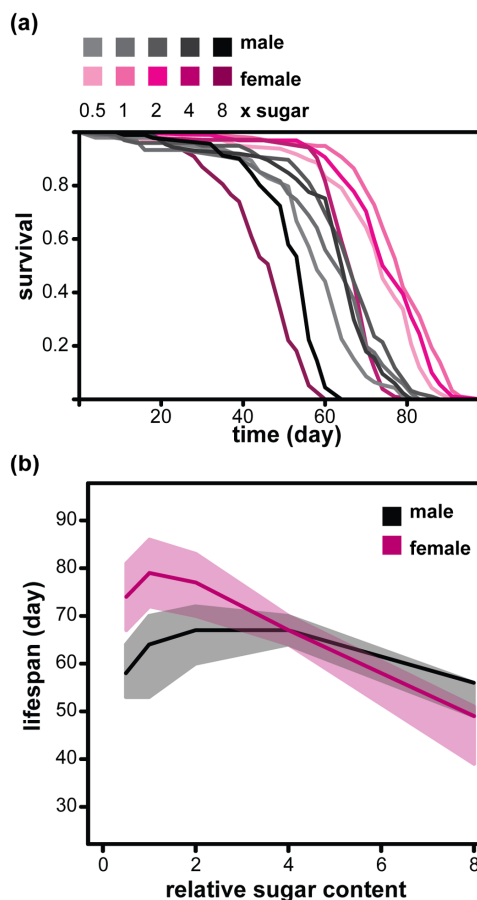 (a)
male
female
0.5 1 2 4 8 x sugar
0.8
0.6
0.4
0.2
survival
20 40 60 80
time (day)
(b)
male
female
90
80
70
60
50
40
30
lifespan (day)
0 2 4 6 8
relative sugar content